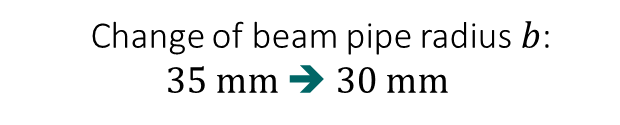 Change of beam pipe radius b:
35 mm ➔ 30 mm